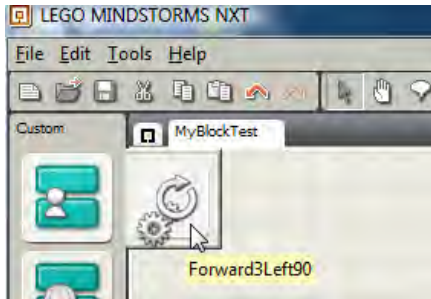 LEGO MINDSTORMS NXT
File Edit Tools Help
Custom
MyBlockTest
Forward3Left90